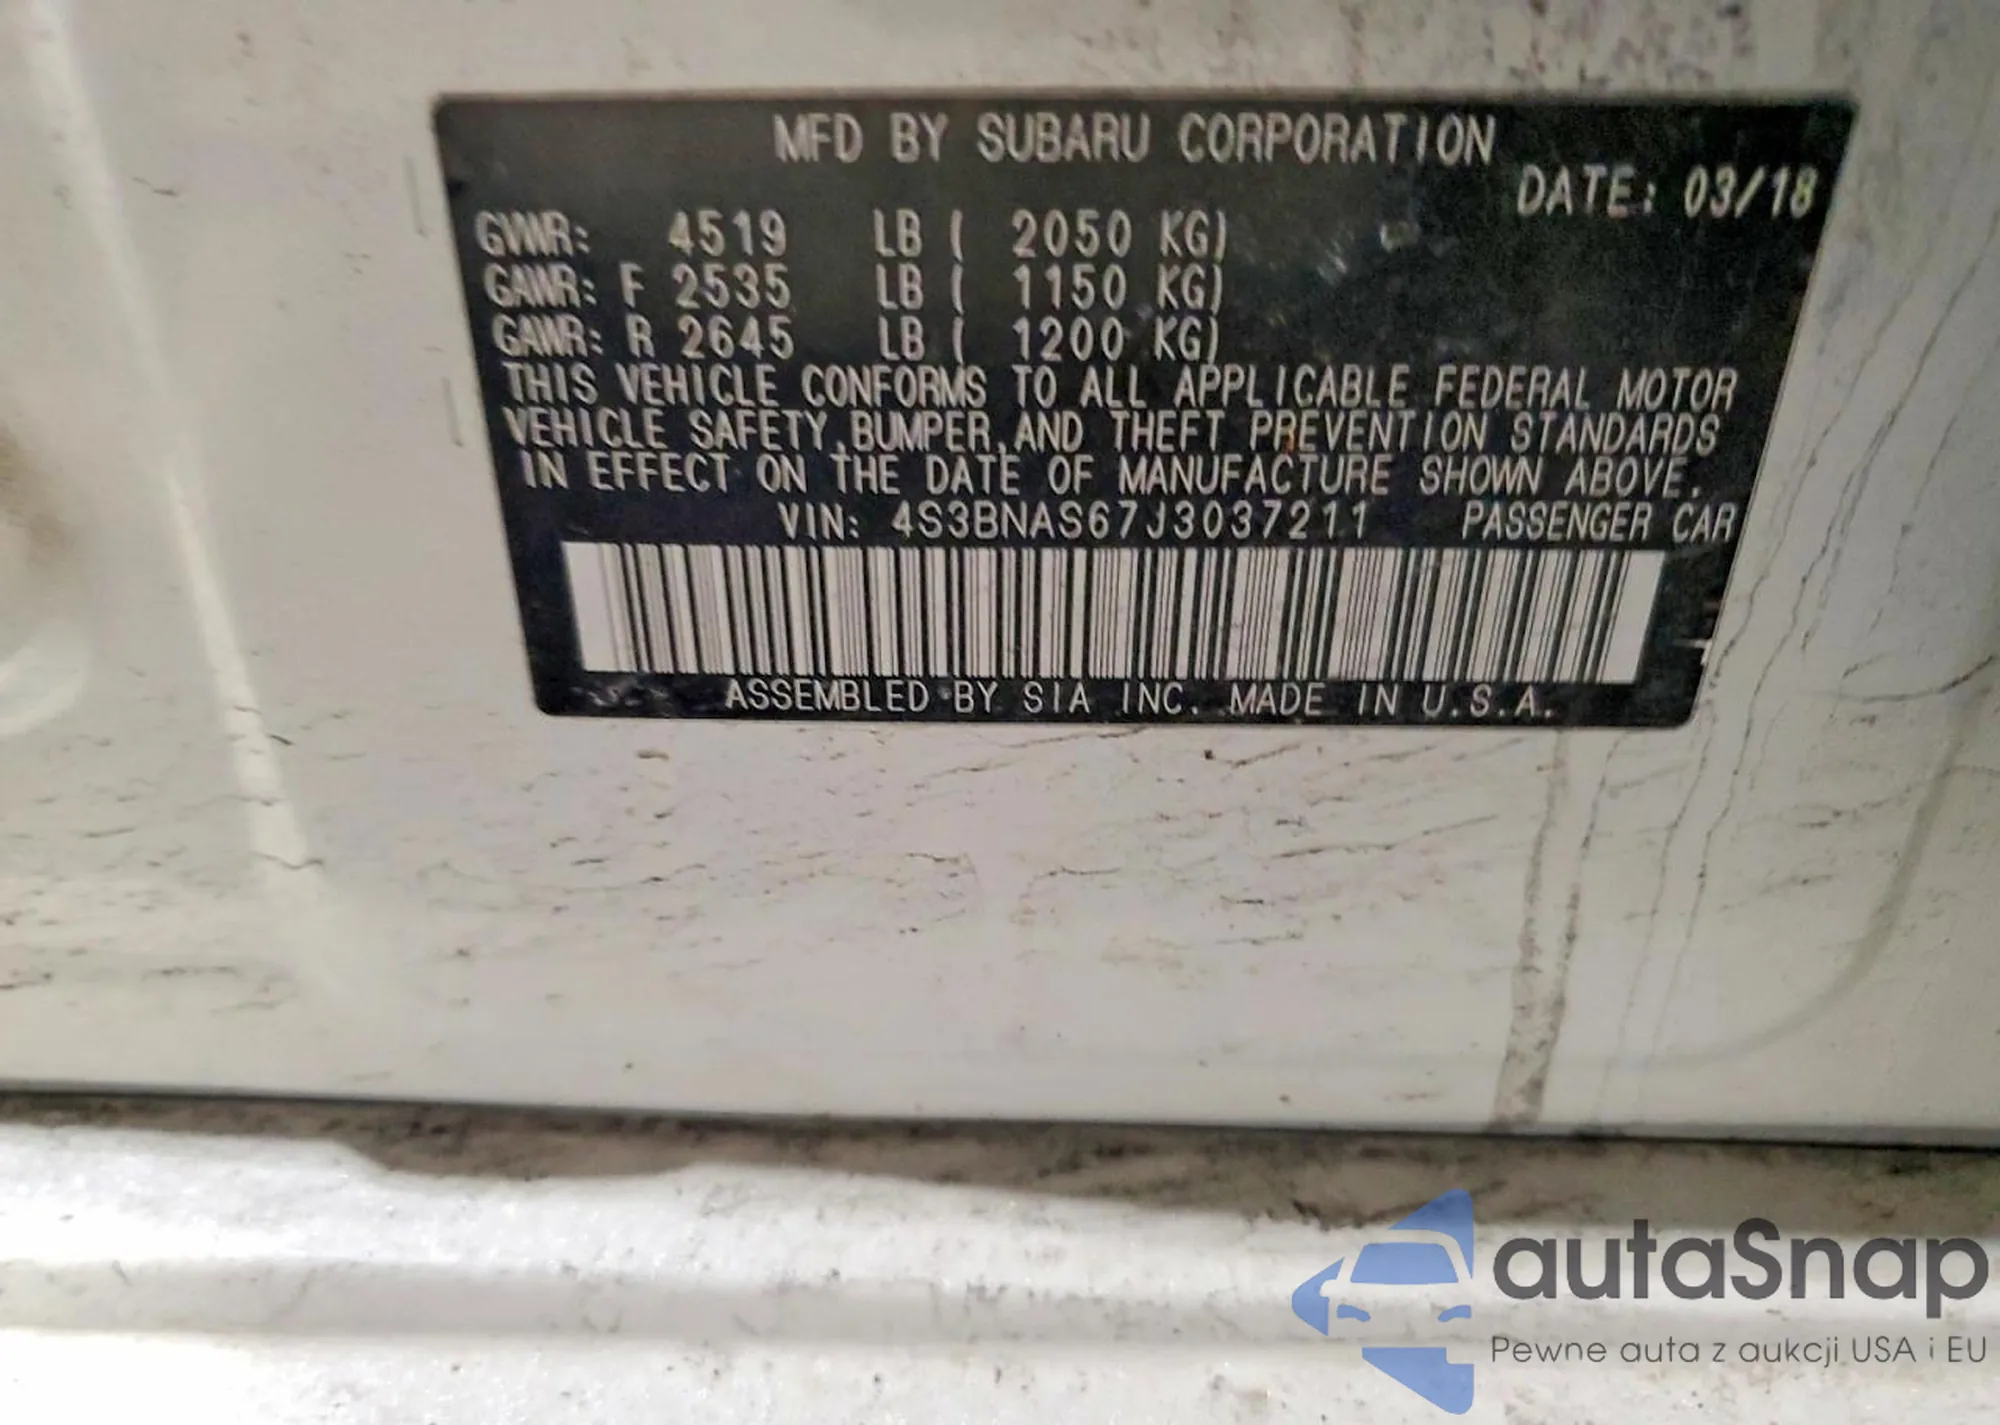 MFD BY SUBARU CORPORATION
DATE: 03/18
GVWR: 4519 LB ( 2050 KG)
GAWR: F 2535 LB ( 1150 KG)
GAWR: R 2645 LB ( 1200 KG)
THIS VEHICLE CONFORMS TO ALL APPLICABLE FEDERAL MOTOR
VEHICLE SAFETY,BUMPER,AND THEFT PREVENTION STANDARDS
IN EFFECT ON THE DATE OF MANUFACTURE SHOWN ABOVE.
VIN: 4S3BNAS67J3037211 PASSENGER CAR
ASSEMBLED BY SIA INC. MADE IN U.S.A.
autaSnap
Pewne auta z aukcji USA i EU